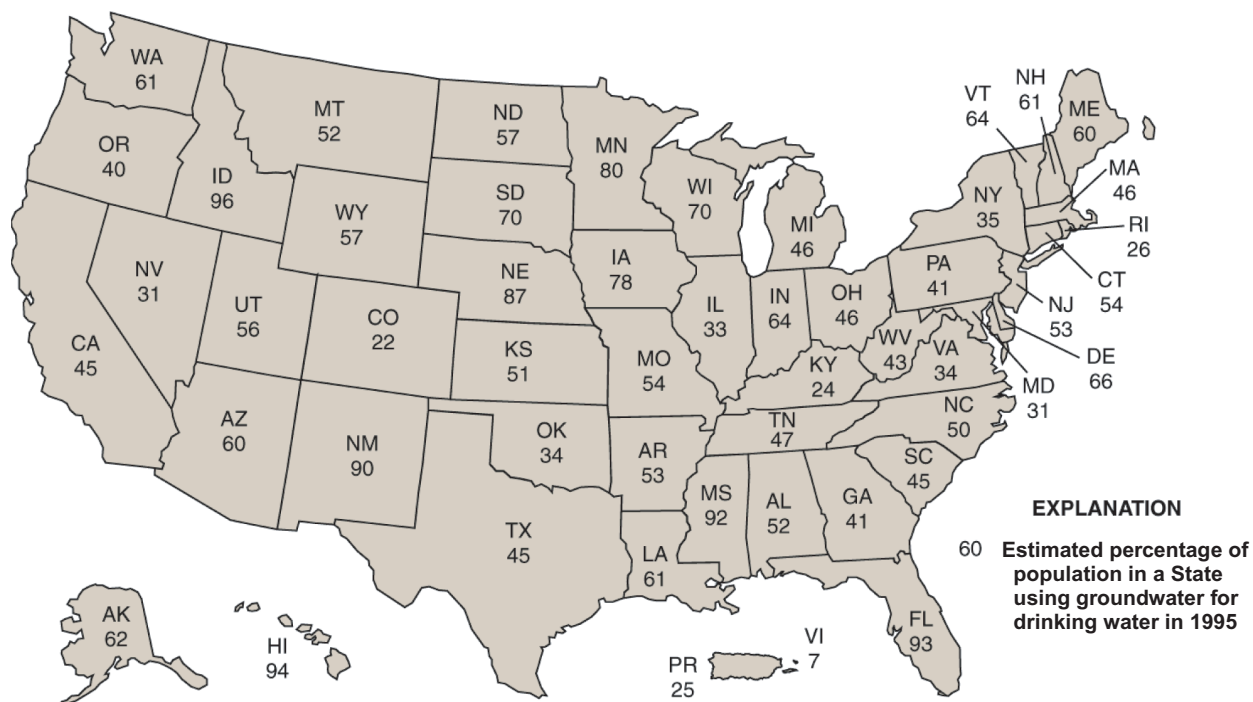 WA
61
MT
52
ND
57
MN
80
VT
64
NH
61
ME
60
OR
40
ID
96
WY
57
SD
70
WI
70
MI
46
NY
35
MA
46
RI
26
CT
54
NJ
53
DE
66
MD
31
NV
31
UT
56
CO
22
NE
87
IA
78
IL
33
IN
64
OH
46
PA
41
CA
45
KS
51
MO
54
KY
24
WV
43
VA
34
AZ
60
NM
90
OK
34
AR
53
TN
47
NC
50
SC
45
TX
45
LA
61
MS
92
AL
52
GA
41
FL
93
AK
62
HI
94
PR
25
VI
7
EXPLANATION
60 Estimated percentage of
population in a State
using groundwater for
drinking water in 1995